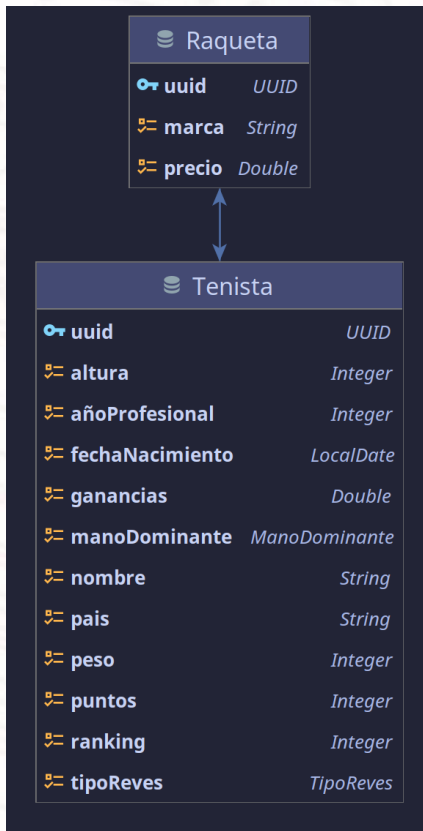 Raqueta
uuid UUID
marca String
precio Double
Tenista
uuid UUID
altura Integer
añoProfesional Integer
fechaNacimiento LocalDate
ganancias Double
manoDominante ManoDominante
nombre String
pais String
peso Integer
puntos Integer
ranking Integer
tipoReves TipoReves